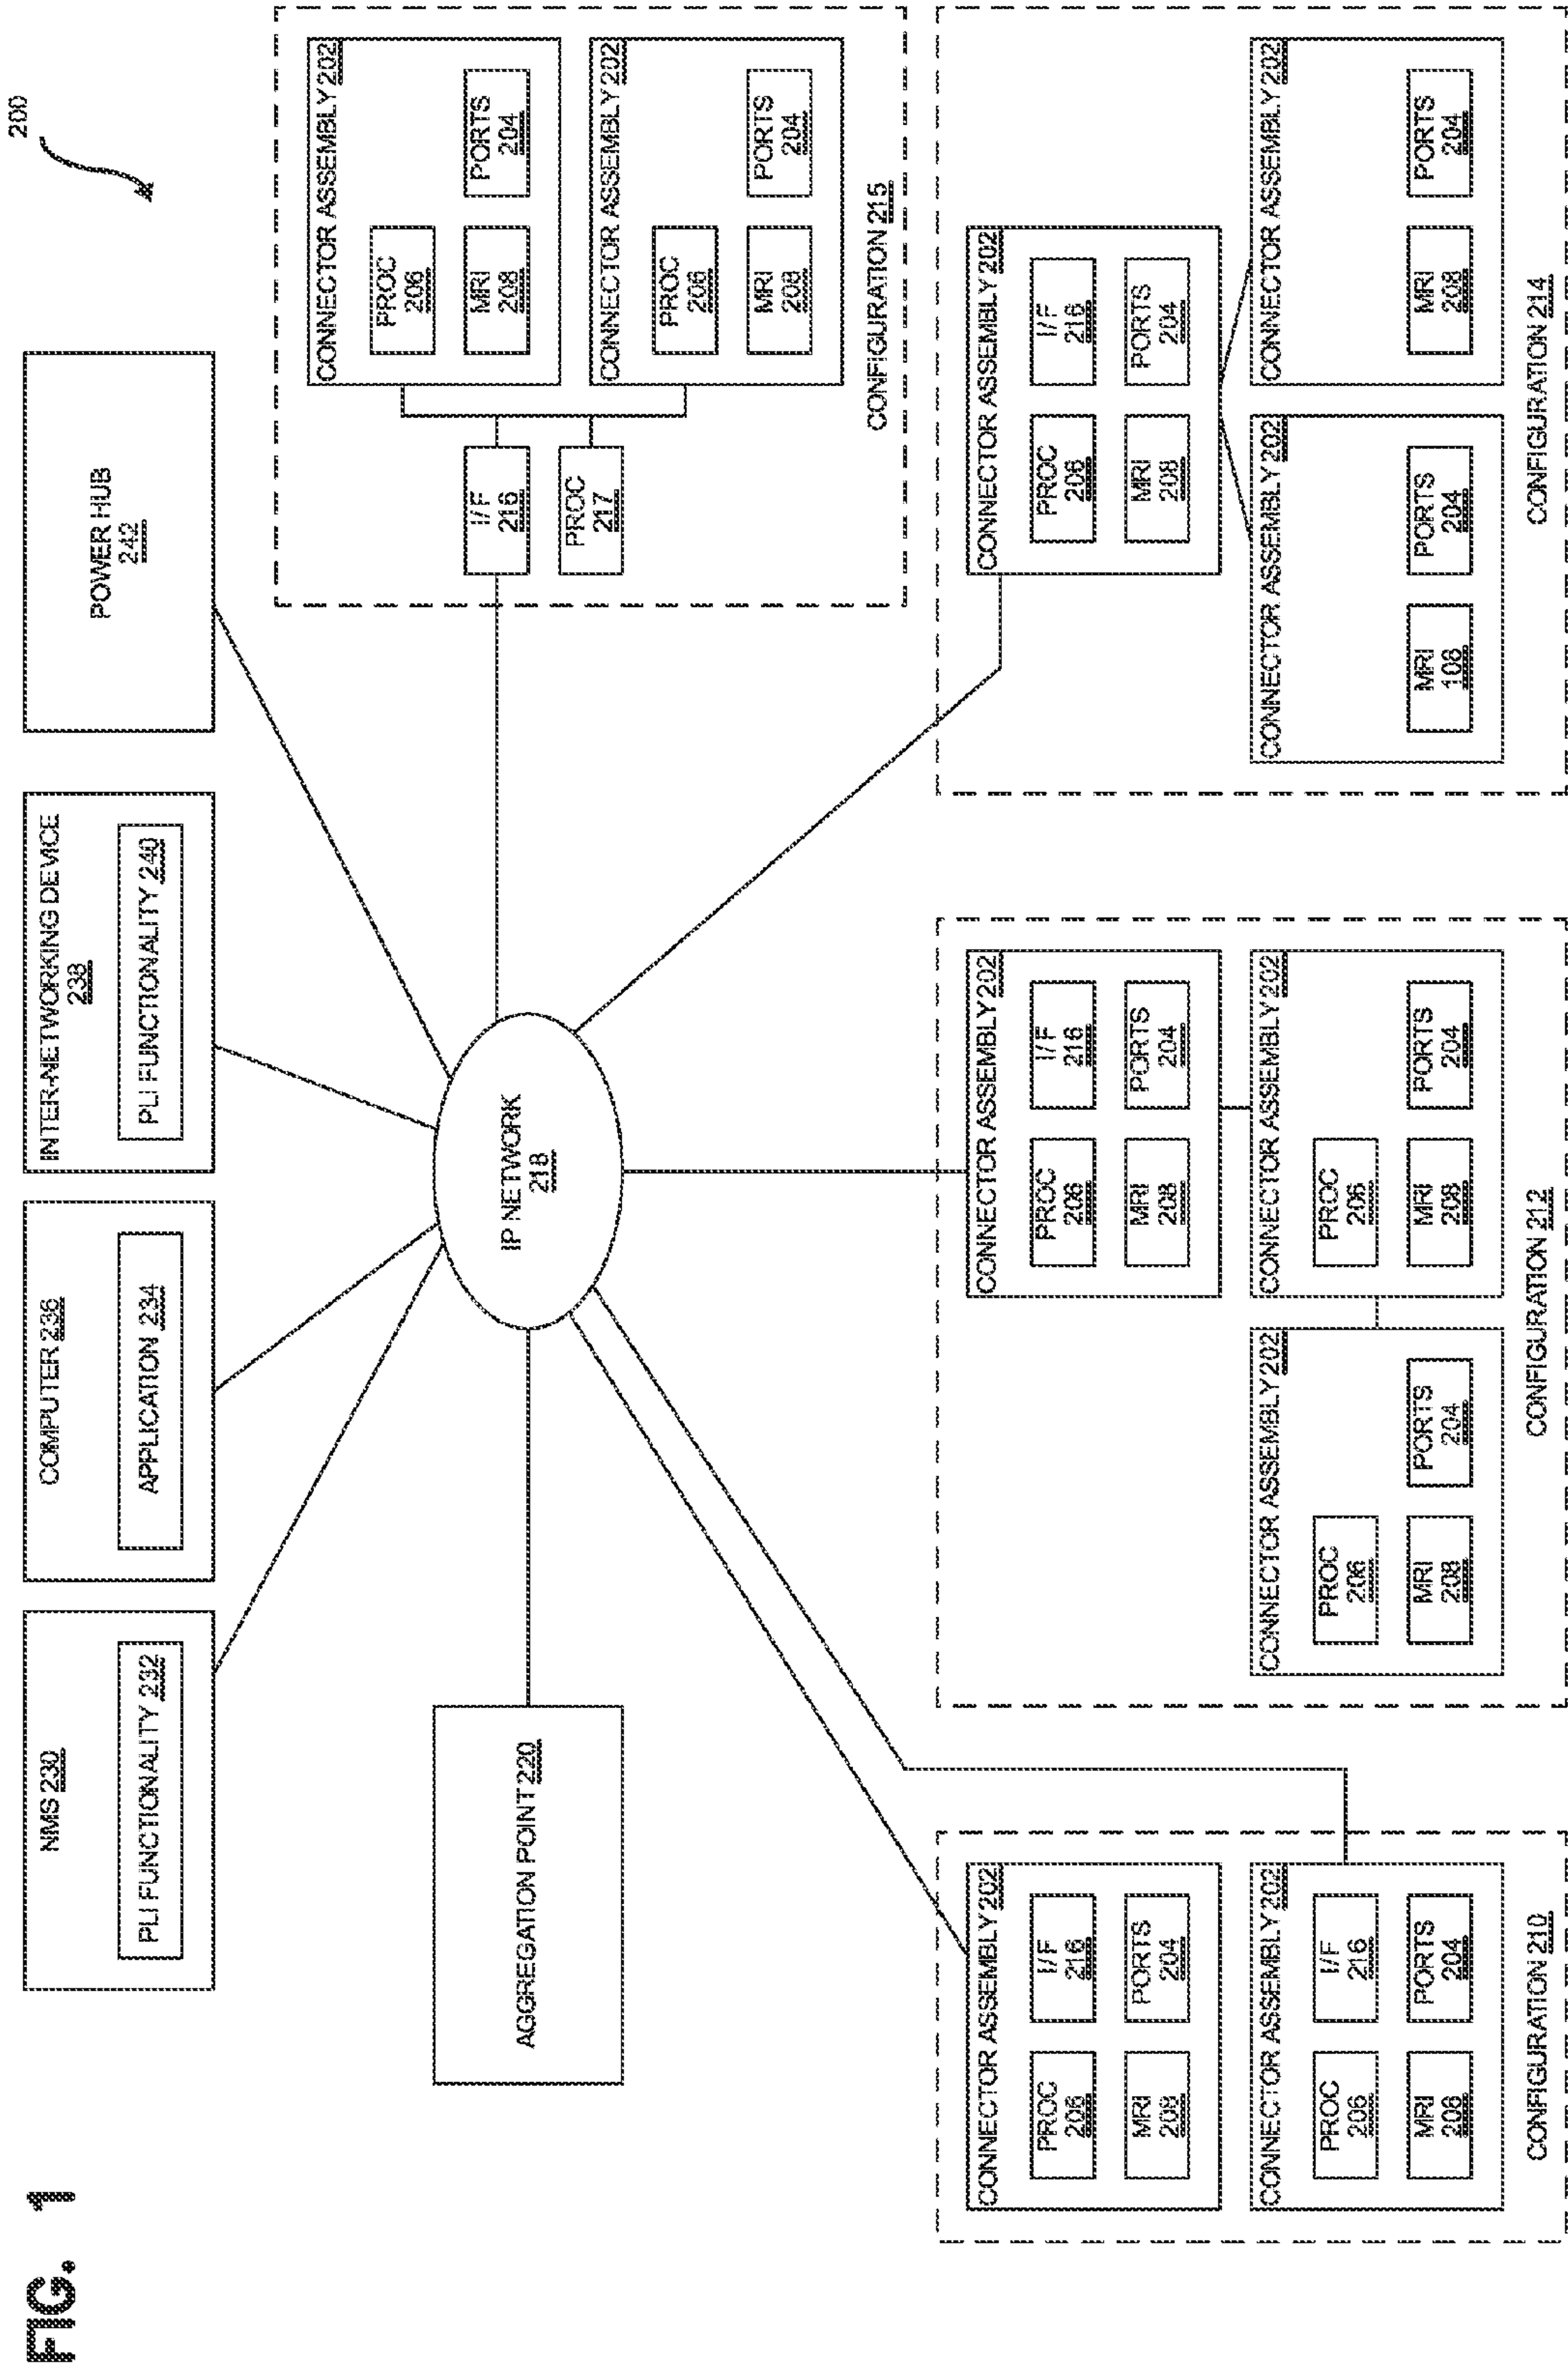 FIG. 1
200
NMS 230
PLI FUNCTIONALITY 232
COMPUTER 236
APPLICATION 234
INTER-NETWORKING DEVICE
238
PLI FUNCTIONALITY 240
POWER HUB
242
AGGREGATION POINT 220
IP NETWORK
218
I/F
216
PROC
217
CONNECTOR ASSEMBLY 202
PROC
206
MRI
208
PORTS
204
CONNECTOR ASSEMBLY 202
PROC
206
MRI
208
PORTS
204
CONFIGURATION 215
CONNECTOR ASSEMBLY 202
PROC
206
I/F
216
MRI
208
PORTS
204
CONNECTOR ASSEMBLY 202
PROC
206
I/F
216
MRI
208
PORTS
204
CONFIGURATION 210
CONNECTOR ASSEMBLY 202
PROC
206
I/F
216
MRI
208
PORTS
204
CONNECTOR ASSEMBLY 202
PROC
206
MRI
208
PORTS
204
CONNECTOR ASSEMBLY 202
PROC
206
MRI
208
PORTS
204
CONFIGURATION 212
CONNECTOR ASSEMBLY 202
PROC
206
I/F
216
MRI
208
PORTS
204
CONNECTOR ASSEMBLY 202
MRI
108
PORTS
204
CONNECTOR ASSEMBLY 202
MRI
208
PORTS
204
CONFIGURATION 214